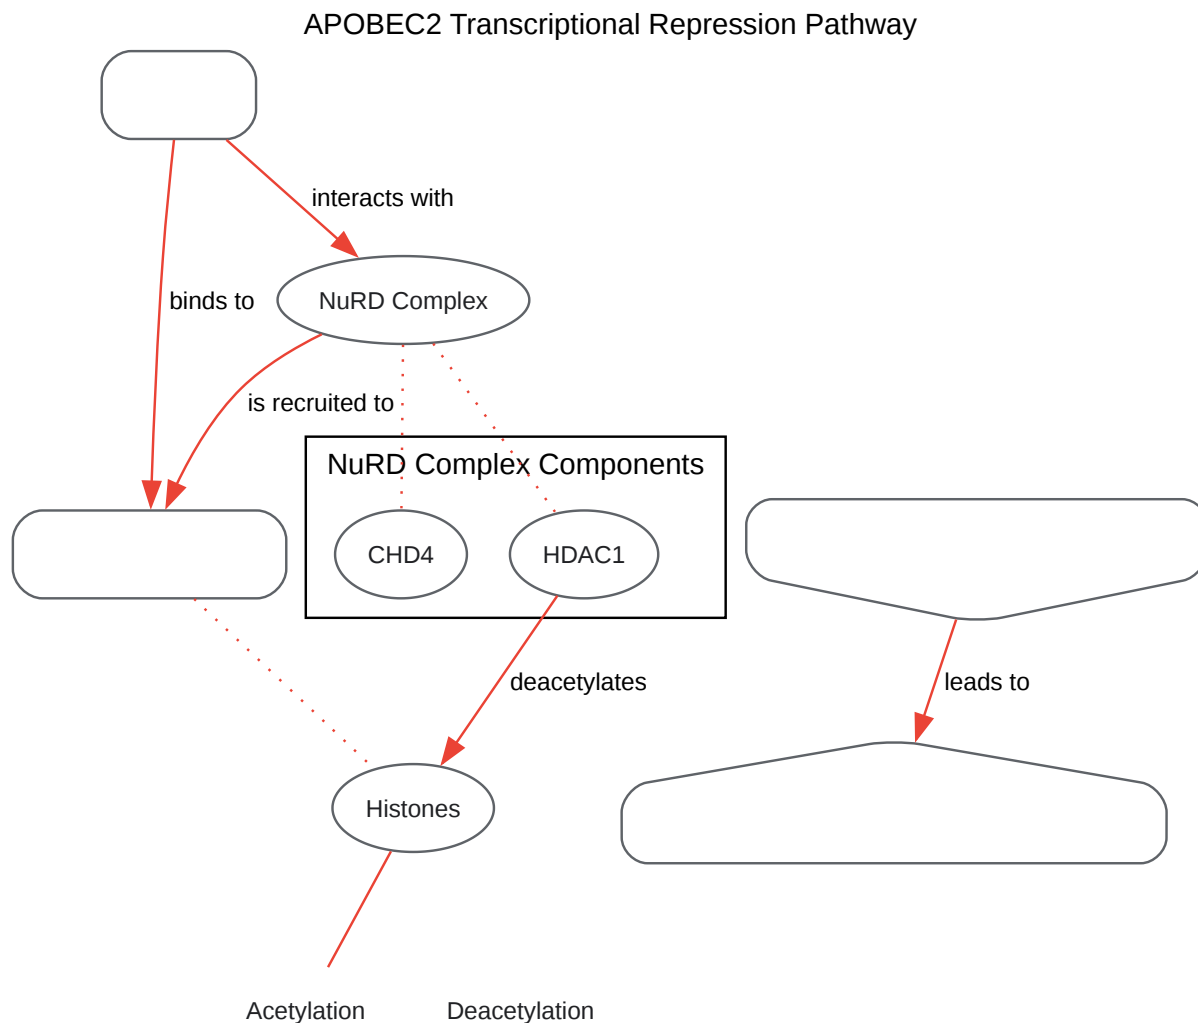 APOBEC2 Transcriptional Repression Pathway
interacts with
binds to
NuRD Complex
is recruited to
NuRD Complex Components
CHD4
HDAC1
deacetylates
leads to
Histones
Acetylation
Deacetylation